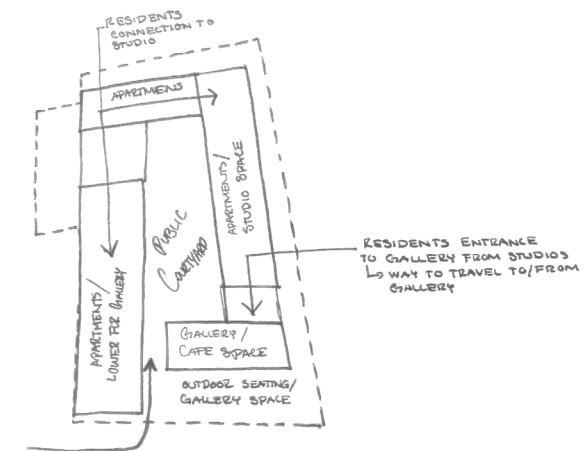 RESIDENTS
CONNECTION TO
STUDIO
APARTMENS
APARTMENTS/
STUDIO SPACE
PUBLIC
COURTYARD
RESIDENTS ENTRANCE
TO GALLERY FROM STUDIOS
↳ WAY TO TRAVEL TO/FROM
GALLERY
APARTMENTS/
LOWER FLR GALLERY
GALLERY/
CAFE SPACE
OUTDOOR SEATING/
GALLERY SPACE